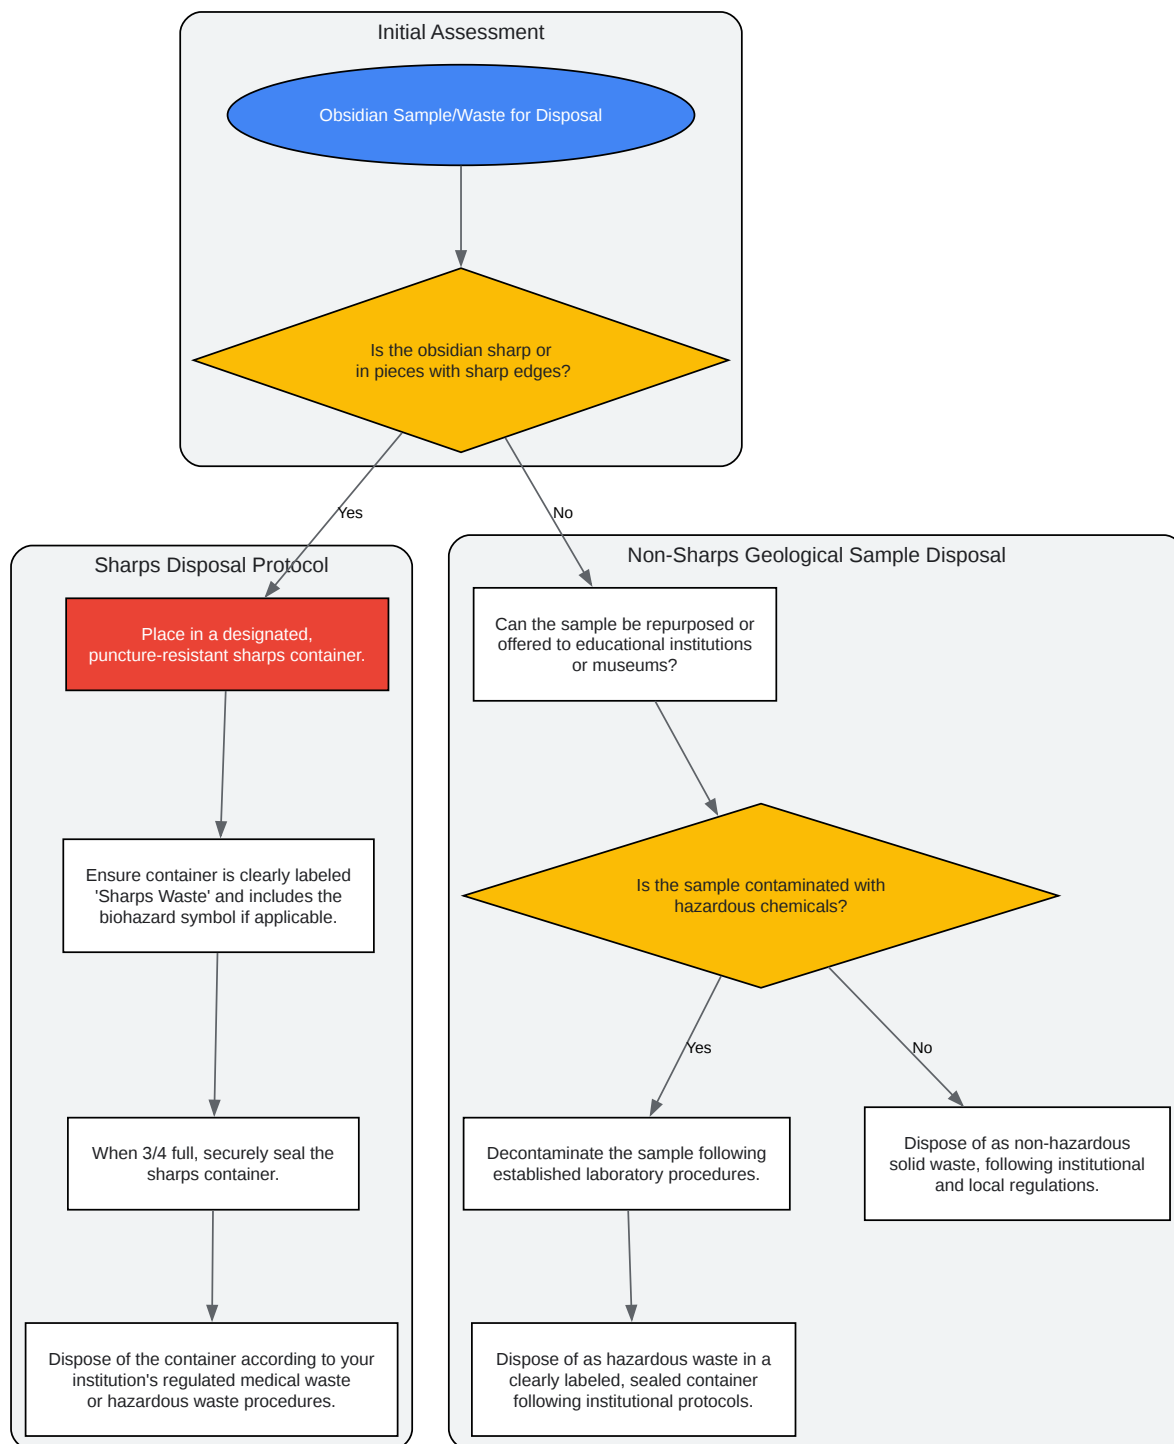 Initial Assessment
Obsidian Sample/Waste for Disposal
Is the obsidian sharp or
in pieces with sharp edges?
Yes
No
Sharps Disposal Protocol
Place in a designated,
puncture-resistant sharps container.
Ensure container is clearly labeled
'Sharps Waste' and includes the
biohazard symbol if applicable.
When 3/4 full, securely seal the
sharps container.
Dispose of the container according to your
institution's regulated medical waste
or hazardous waste procedures.
Non-Sharps Geological Sample Disposal
Can the sample be repurposed or
offered to educational institutions
or museums?
Is the sample contaminated with
hazardous chemicals?
Yes
No
Decontaminate the sample following
established laboratory procedures.
Dispose of as non-hazardous
solid waste, following institutional
and local regulations.
Dispose of as hazardous waste in a
clearly labeled, sealed container
following institutional protocols.